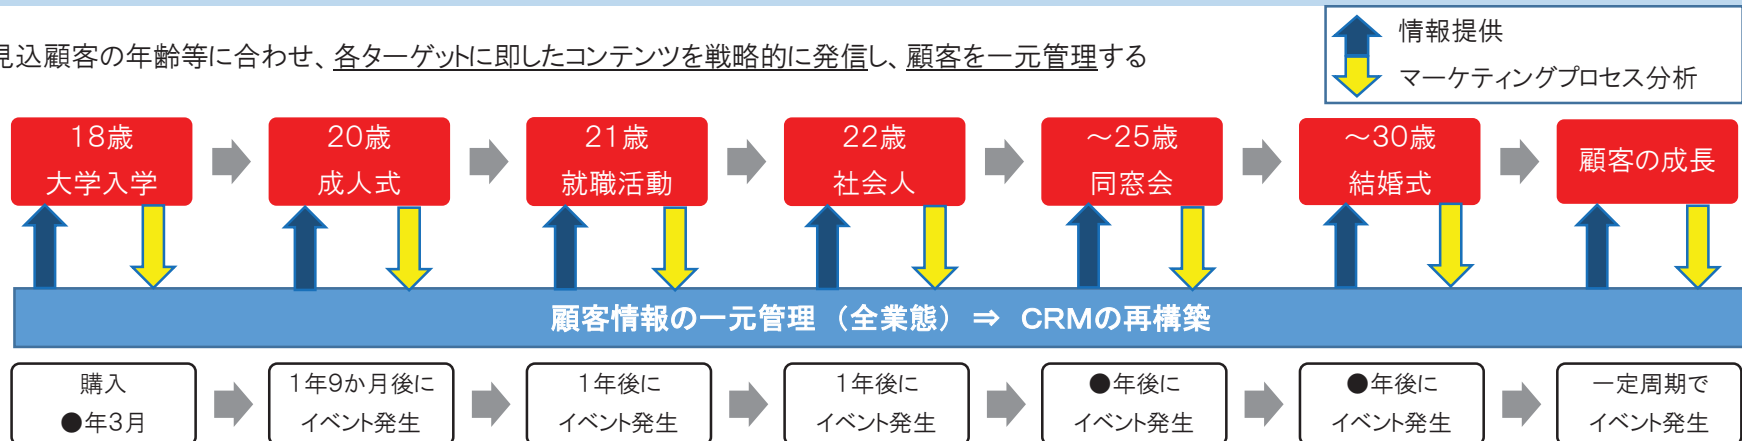 情報提供
マーケティングプロセス分析
見込顧客の年齢等に合わせ、各ターゲットに即したコンテンツを戦略的に発信し、顧客を一元管理する
18歳
大学入学
20歳
成人式
21歳
就職活動
22歳
社会人
～25歳
同窓会
～30歳
結婚式
顧客の成長
顧客情報の一元管理（全業態）⇒ CRMの再構築
購入
●年3月
1年9か月後に
イベント発生
1年後に
イベント発生
1年後に
イベント発生
●年後に
イベント発生
●年後に
イベント発生
一定周期で
イベント発生